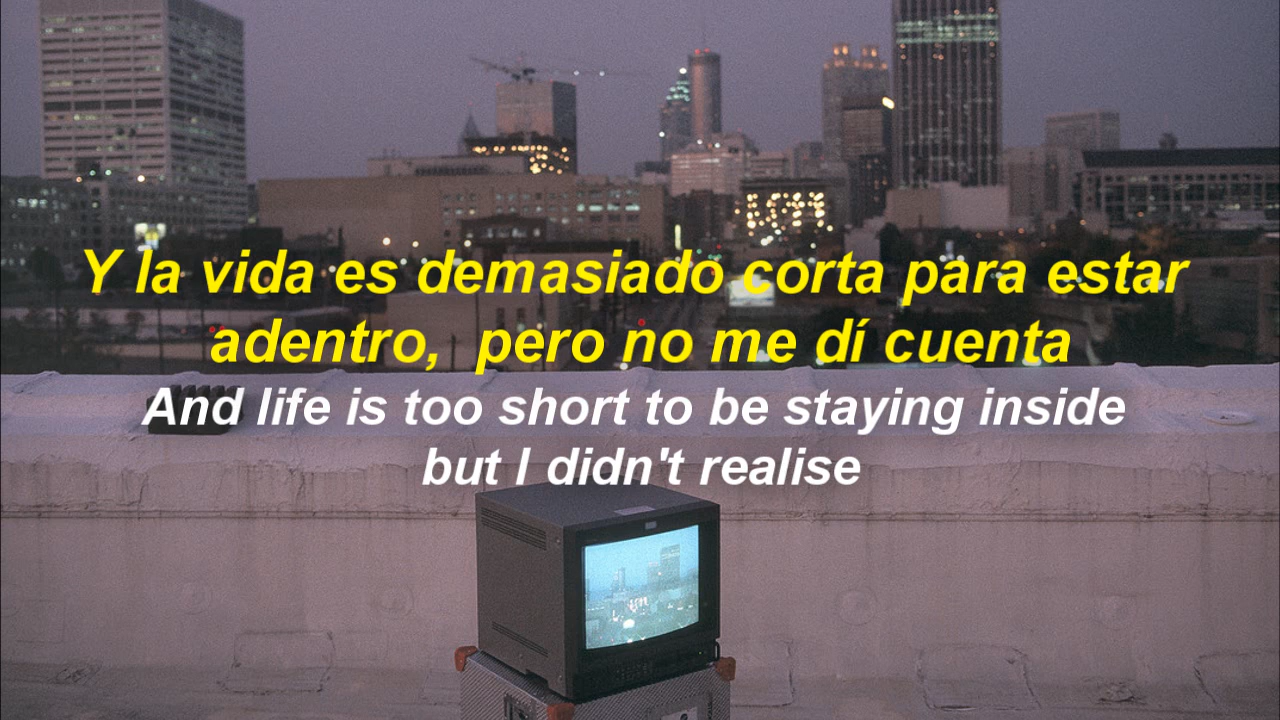 Y la vida es demasiado corta para estar
adentro,  pero no me dí cuenta
And life is too short to be staying inside
but I didn't realise